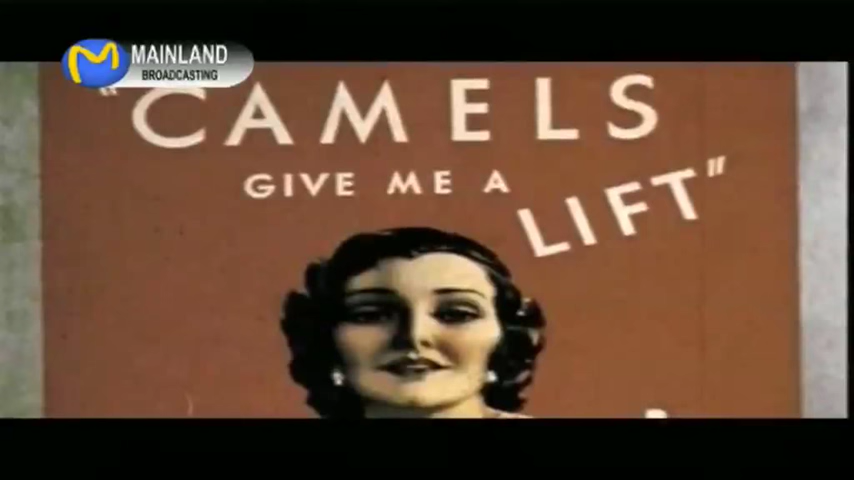 MAINLAND
BROADCASTING
"CAMELS
GIVE ME A
LIFT"